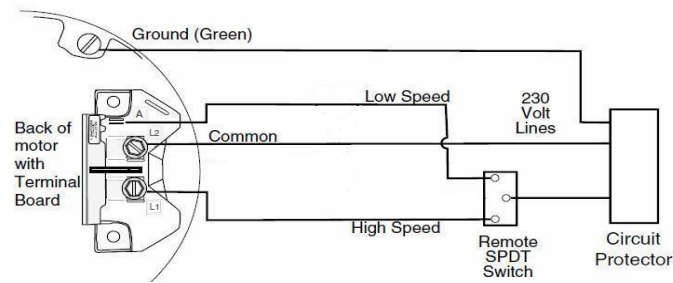 Ground (Green)
Low Speed
230
Volt
Lines
A
L2
Common
Back of
motor
with
Terminal
Board
L1
High Speed
Remote
SPDT
Switch
Circuit
Protector